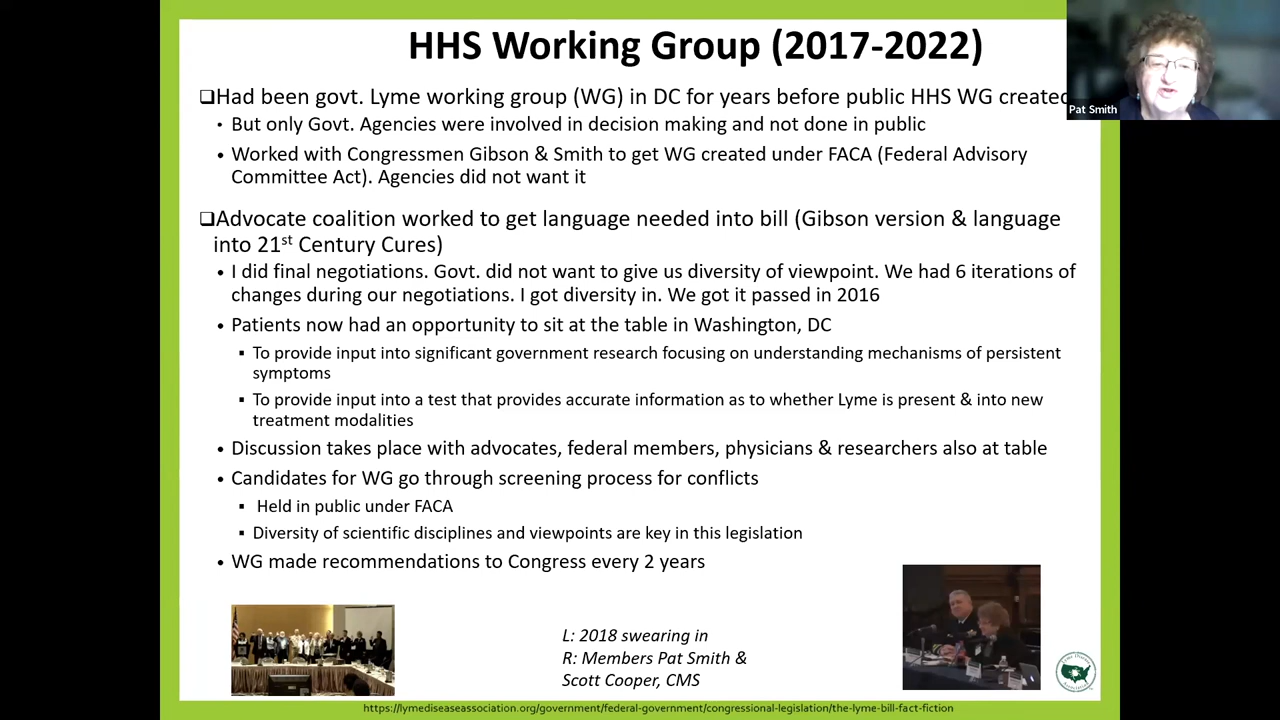 HHS Working Group (2017-2022)
❑Had been govt. Lyme working group (WG) in DC for years before public HHS WG created
• But only Govt. Agencies were involved in decision making and not done in public
• Worked with Congressmen Gibson & Smith to get WG created under FACA (Federal Advisory
Committee Act). Agencies did not want it
❑Advocate coalition worked to get language needed into bill (Gibson version & language
into 21st Century Cures)
• I did final negotiations. Govt. did not want to give us diversity of viewpoint. We had 6 iterations of
changes during our negotiations. I got diversity in. We got it passed in 2016
• Patients now had an opportunity to sit at the table in Washington, DC
▪ To provide input into significant government research focusing on understanding mechanisms of persistent
symptoms
▪ To provide input into a test that provides accurate information as to whether Lyme is present & into new
treatment modalities
• Discussion takes place with advocates, federal members, physicians & researchers also at table
• Candidates for WG go through screening process for conflicts
▪ Held in public under FACA
▪ Diversity of scientific disciplines and viewpoints are key in this legislation
• WG made recommendations to Congress every 2 years
L: 2018 swearing in
R: Members Pat Smith &
Scott Cooper, CMS
https://lymediseaseassociation.org/government/federal-government/congressional-legislation/the-lyme-bill-fact-fiction
Pat Smith